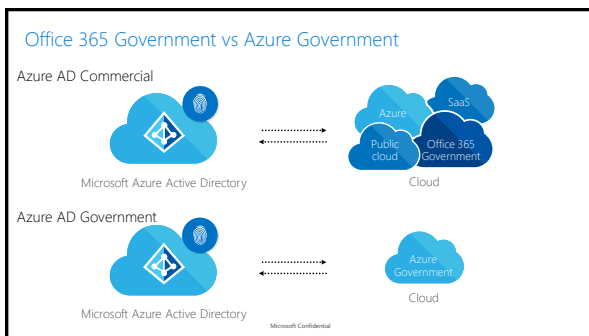 Office 365 Government vs Azure Government
Azure AD Commercial
SaaS
Azure
Public
cloud
Office 365
Government
Microsoft Azure Active Directory
Cloud
Azure AD Government
Azure
Government
Cloud
Microsoft Azure Active Directory
Microsoft Confidential